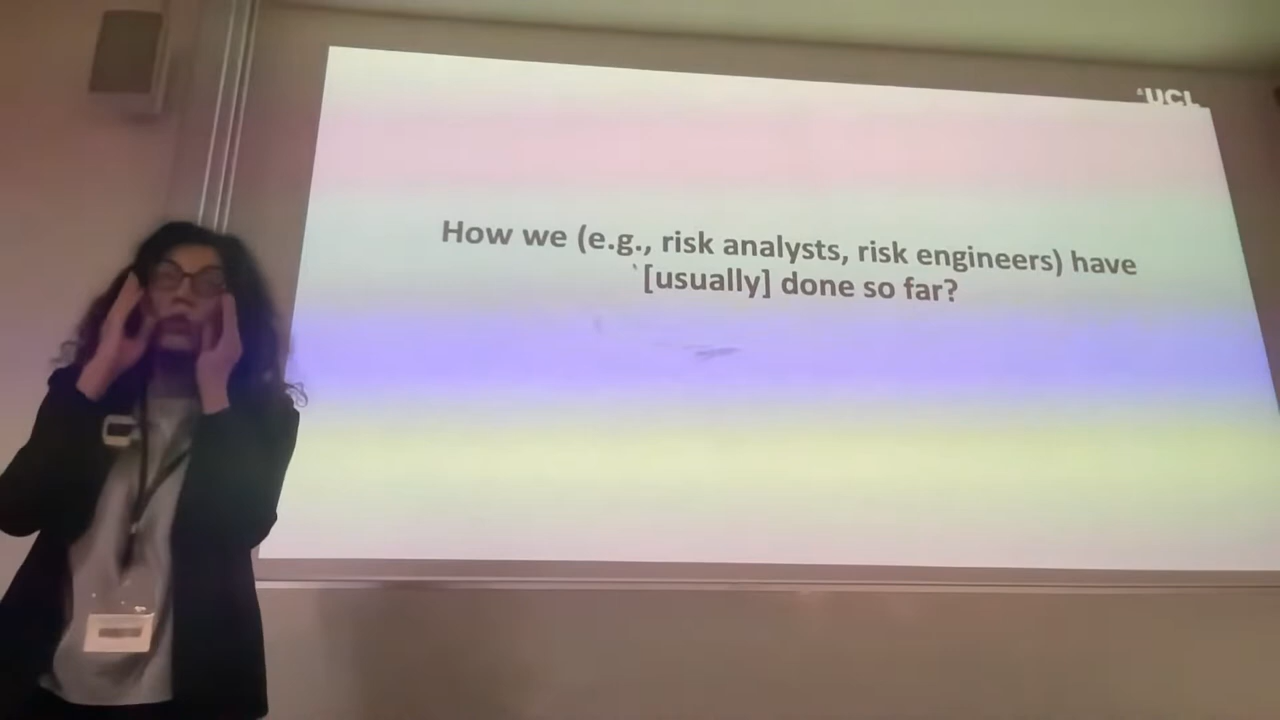 UCL
How we (e.g., risk analysts, risk engineers) have
[usually] done so far?